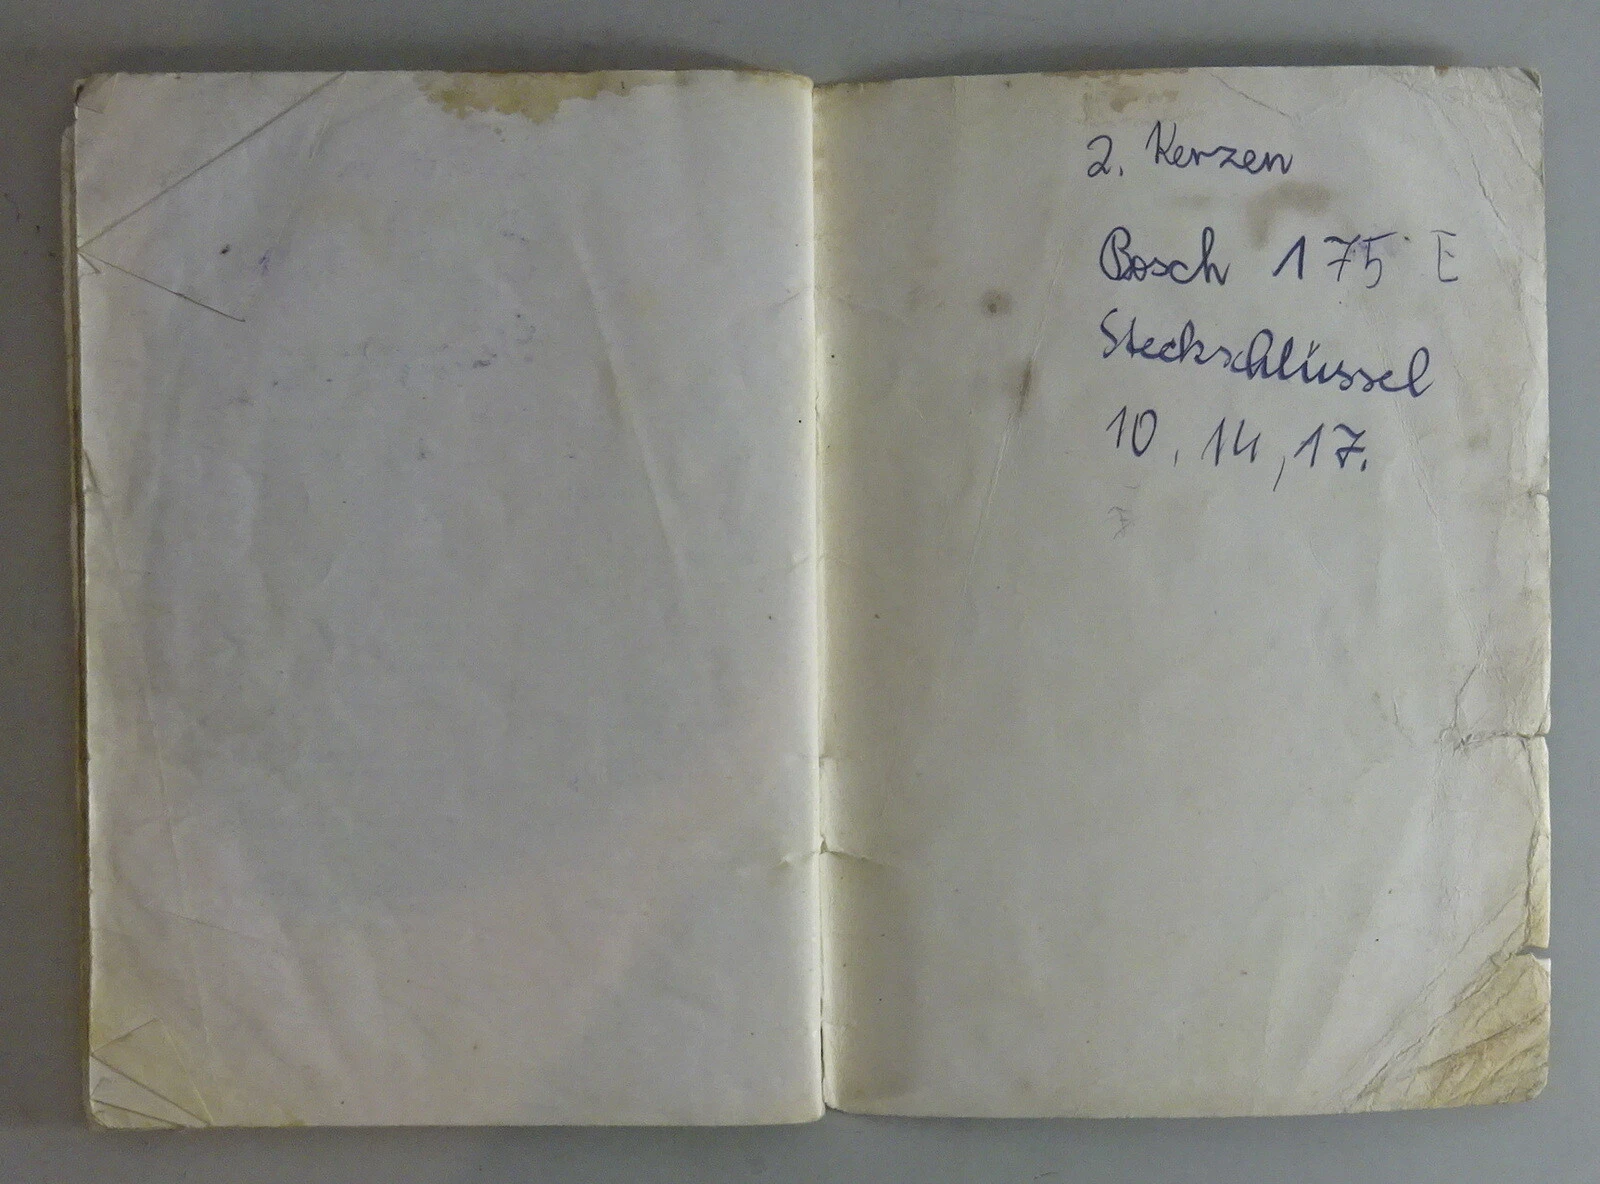 2. Kerzen
Bosch 175 E
Steckschlüssel
10, 14, 17.